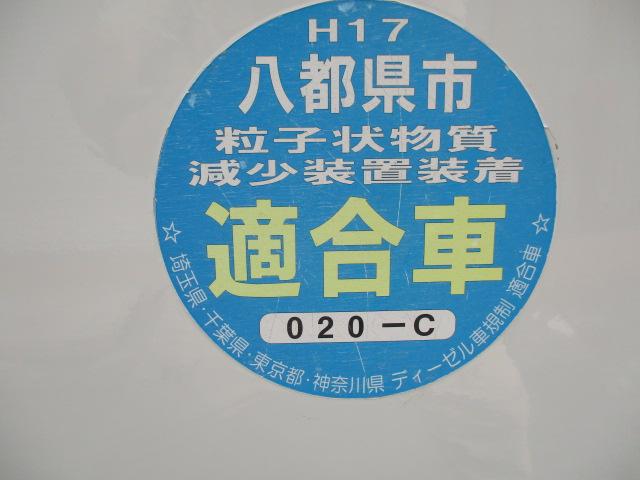 H17
八都県市
粒子状物質
減少装置装着
適合車
020-C
☆ 埼玉県・千葉県・東京都・神奈川県 ディーゼル車規制 適合車 ☆